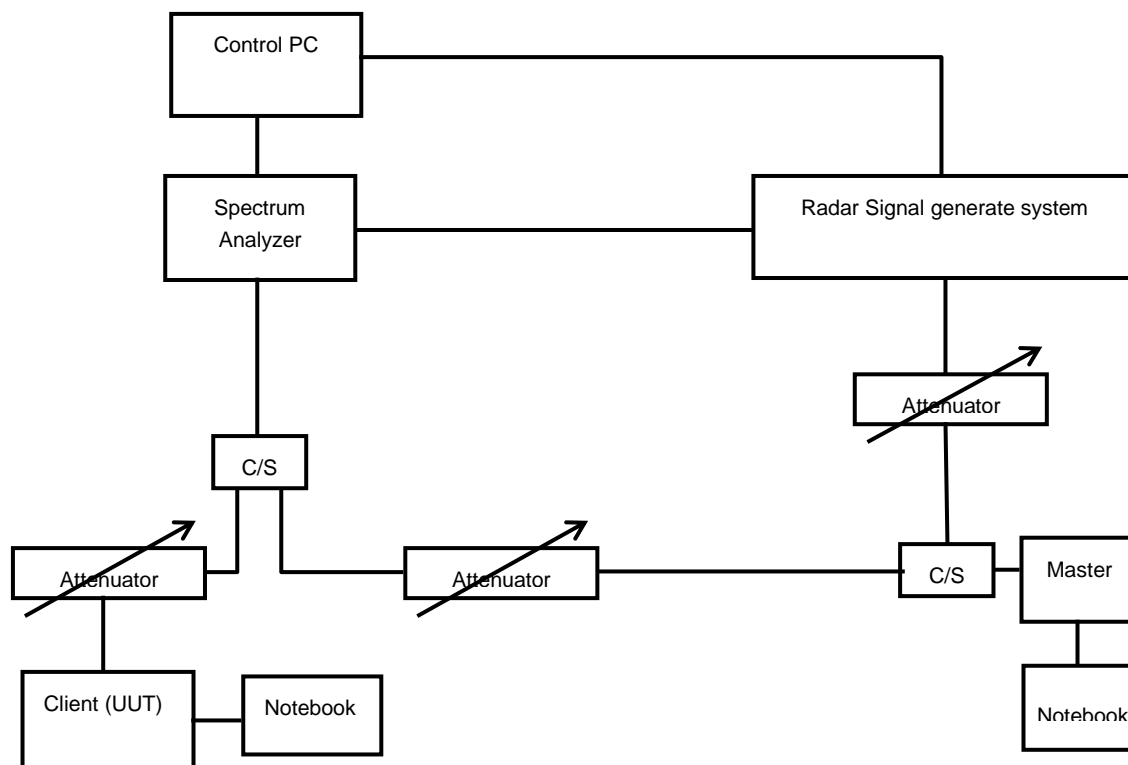 Control PC
Spectrum
Analyzer
Radar Signal generate system
Attenuator
C/S
Attenuator
Attenuator
C/S
Master
Client (UUT)
Notebook
Notebook